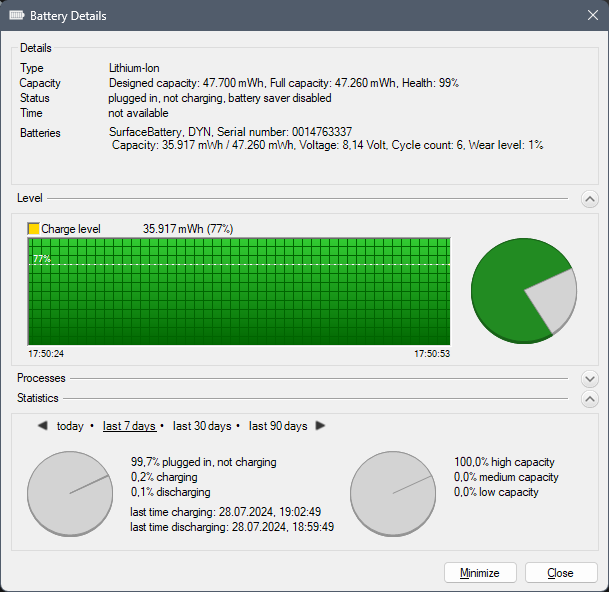 Battery Details
Details
Type Lithium-Ion
Capacity Designed capacity: 47.700 mWh, Full capacity: 47.260 mWh, Health: 99%
Status plugged in, not charging, battery saver disabled
Time not available
Batteries SurfaceBattery, DYN, Serial number: 0014763337
Capacity: 35.917 mWh / 47.260 mWh, Voltage: 8,14 Volt, Cycle count: 6, Wear level: 1%
Level
Charge level 35.917 mWh (77%)
77%
17:50:24 17:50:53
Processes
Statistics
today • last 7 days • last 30 days • last 90 days
99,7% plugged in, not charging
0,2% charging
0,1% discharging
last time charging: 28.07.2024, 19:02:49
last time discharging: 28.07.2024, 18:59:49
100,0% high capacity
0,0% medium capacity
0,0% low capacity
Minimize Close